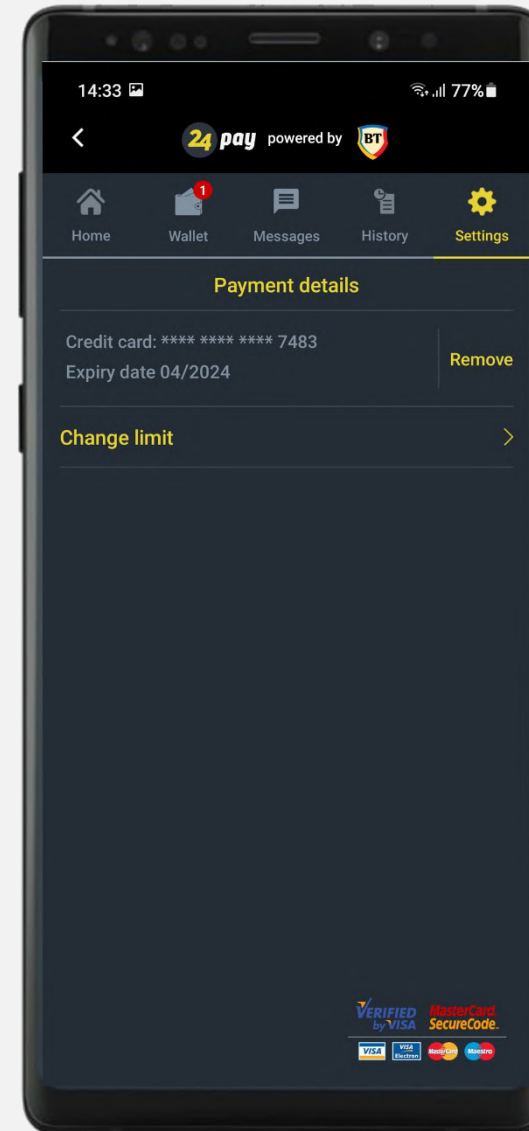 14:33 77%
24 pay powered by BT
1
Home Wallet Messages History Settings
Payment details
Credit card: **** **** **** 7483
Expiry date 04/2024
Remove
Change limit
VERIFIED by VISA
MasterCard. SecureCode.
VISA VISA Electron MasterCard Maestro